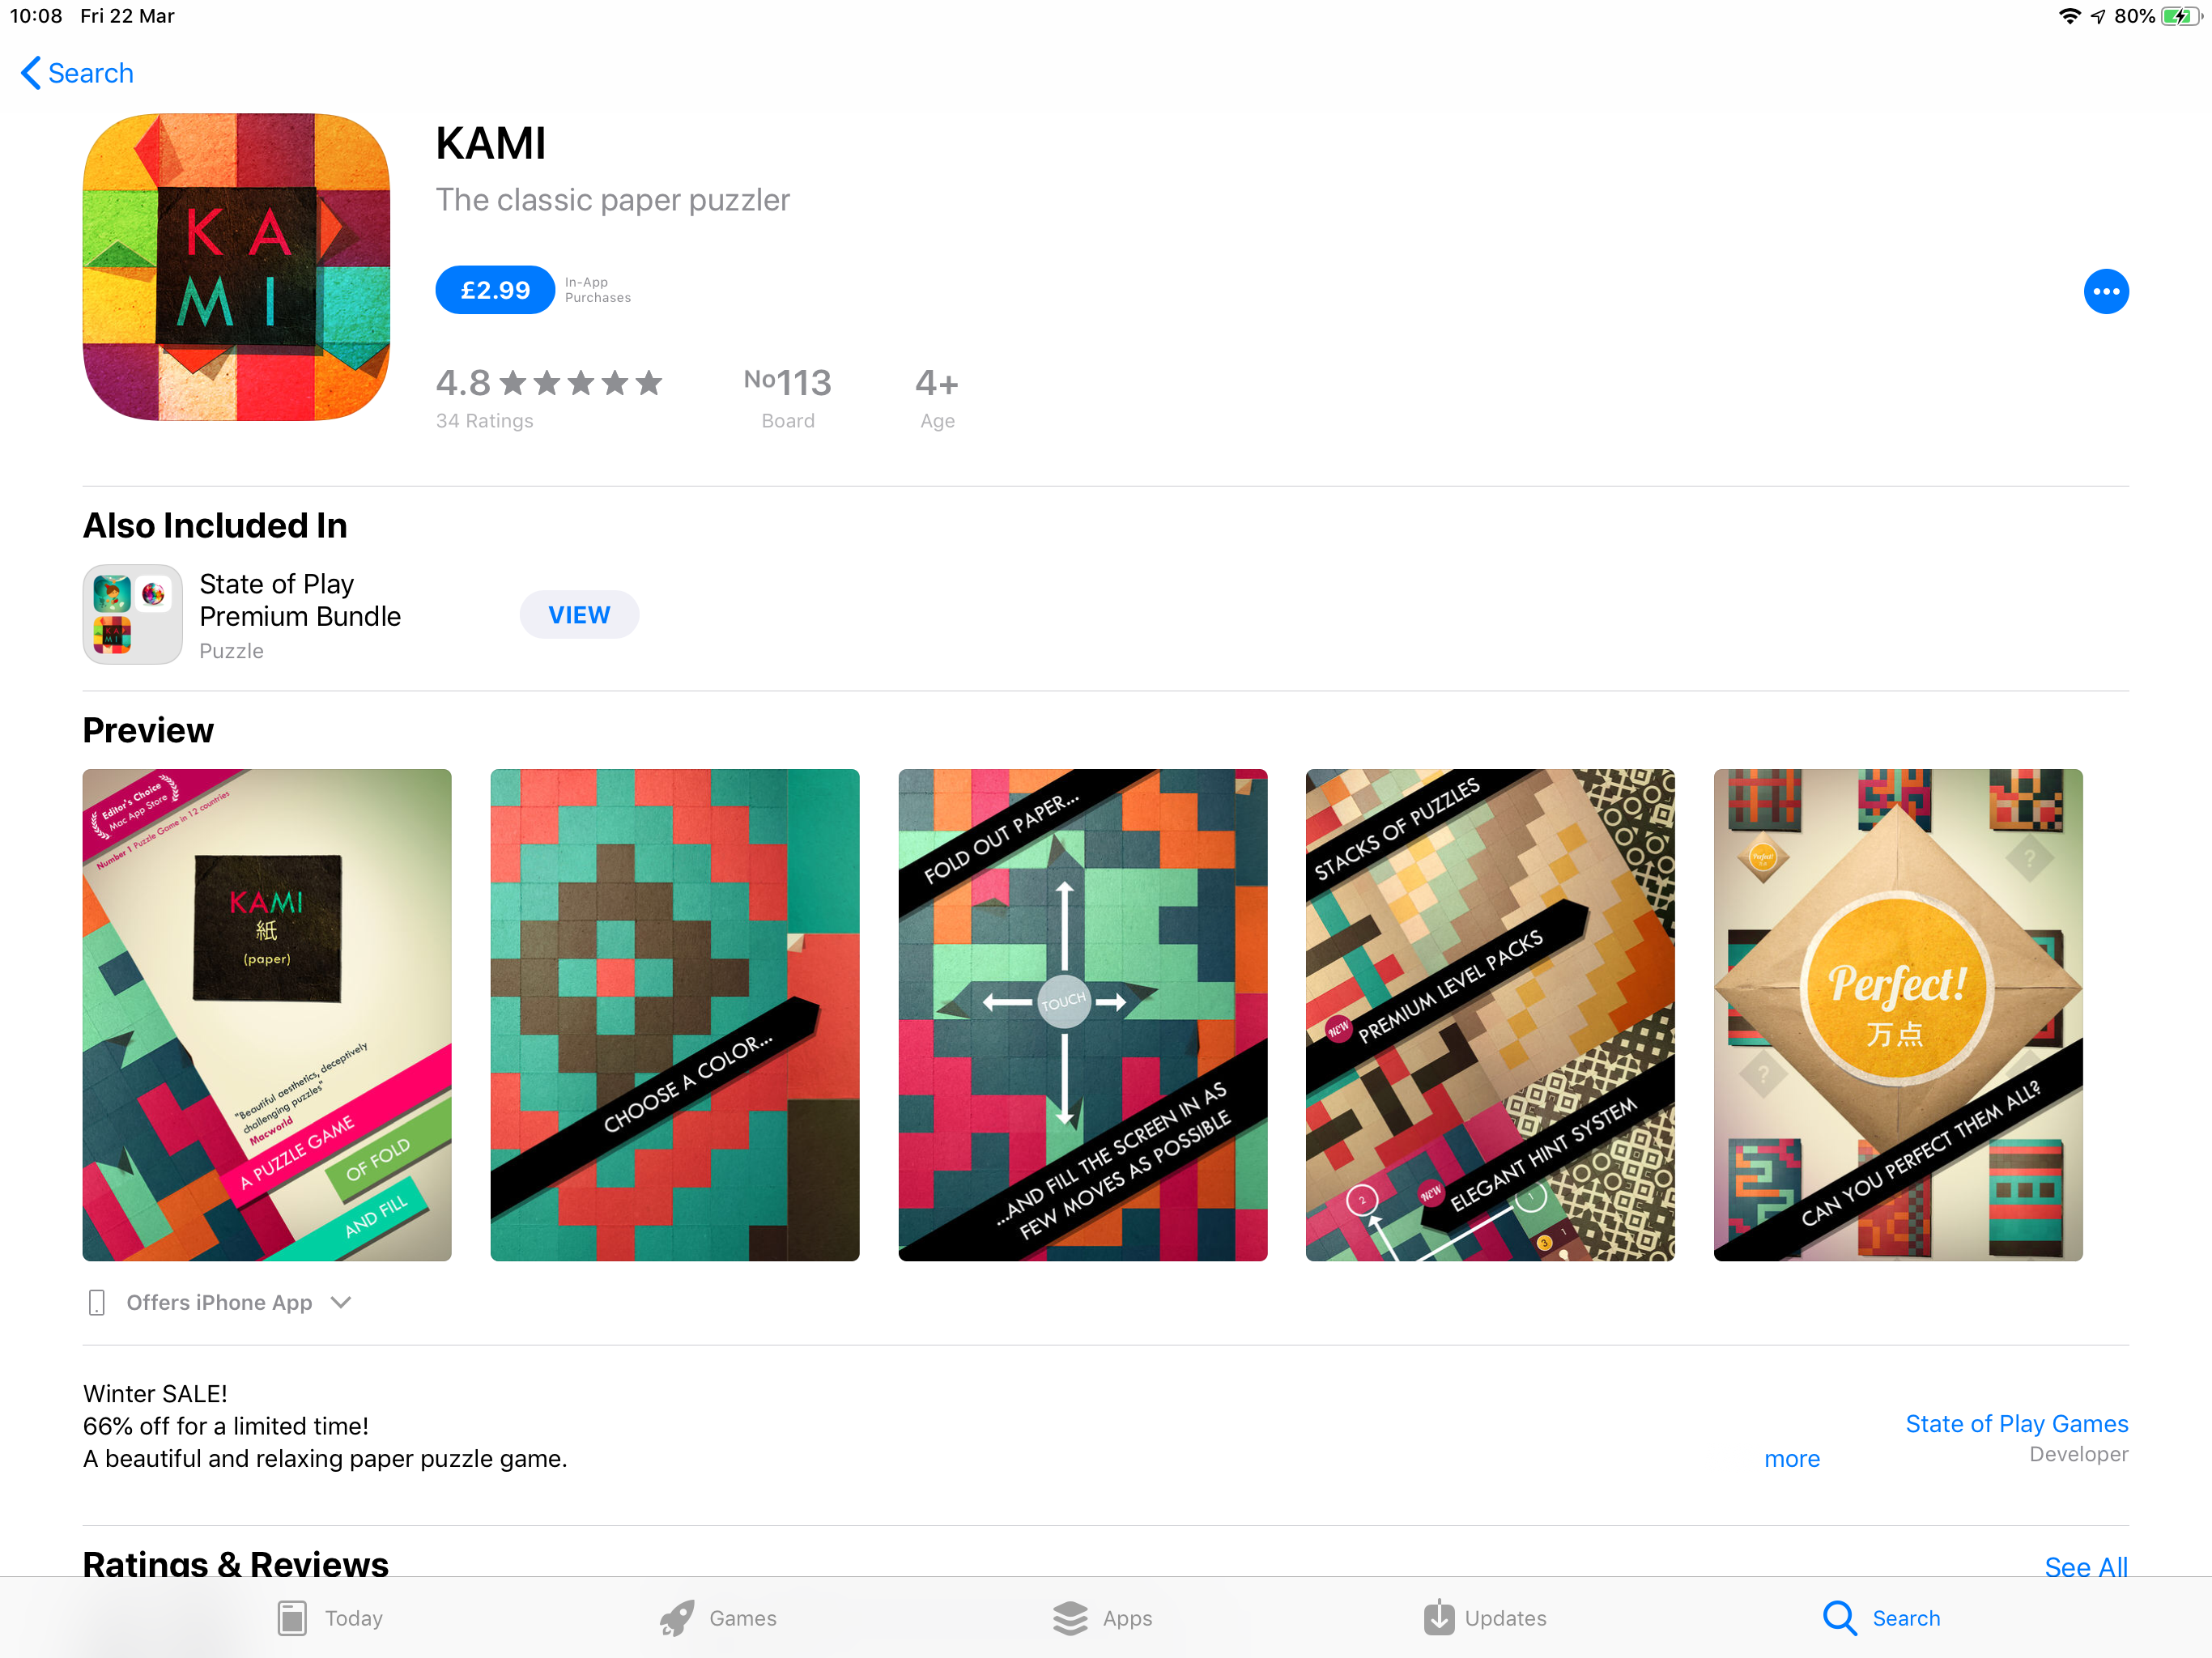 10:08 Fri 22 Mar
80%
Search
K A
M I
KAMI
The classic paper puzzler
£2.99
In-App
Purchases
4.8
34 Ratings
No113
Board
4+
Age
Also Included In
State of Play
Premium Bundle
Puzzle
VIEW
Preview
Editor's Choice
Mac App Store
Number 1 Puzzle Game in 12 countries
KAMI
紙
(paper)
"Beautiful aesthetics, deceptively
challenging puzzles"
Macworld
A PUZZLE GAME
OF FOLD
AND FILL
CHOOSE A COLOR...
FOLD OUT PAPER...
TOUCH
...AND FILL THE SCREEN IN AS
FEW MOVES AS POSSIBLE
STACKS OF PUZZLES
NEW PREMIUM LEVEL PACKS
NEW ELEGANT HINT SYSTEM
2
1
3
1
Perfect!
?
Perfect!
万点
?
CAN YOU PERFECT THEM ALL?
Offers iPhone App
Winter SALE!
66% off for a limited time!
A beautiful and relaxing paper puzzle game.
more
State of Play Games
Developer
Ratings & Reviews
See All
Today
Games
Apps
Updates
Search